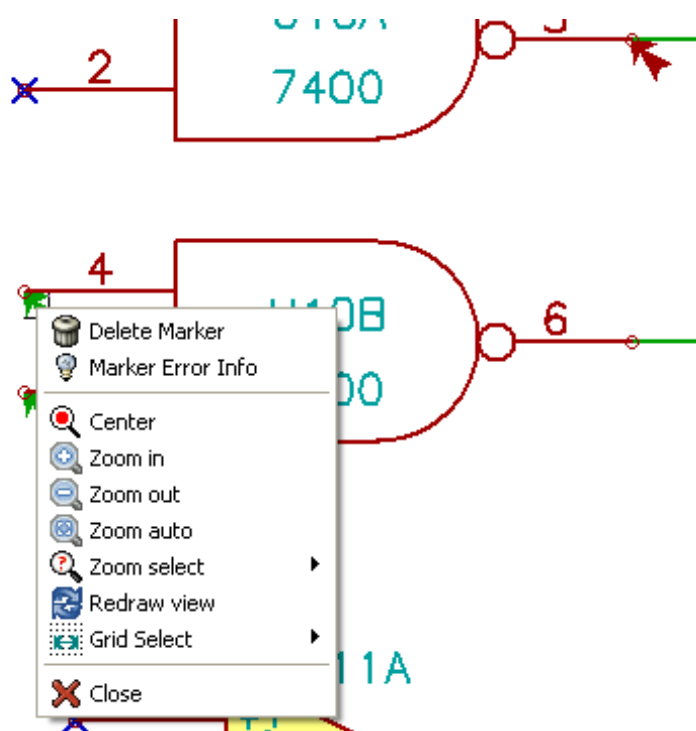 2
7400
4
6
Delete Marker
Marker Error Info
Center
Zoom in
Zoom out
Zoom auto
Zoom select
Redraw view
Grid Select
Close